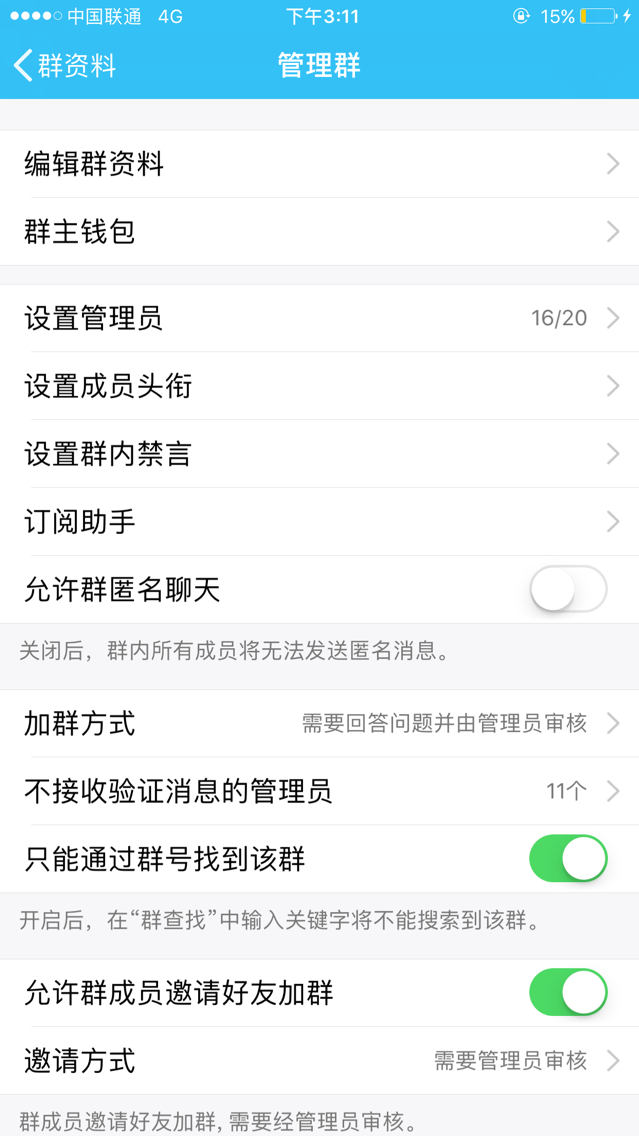 中国联通 4G 下午3:11 15%
群资料 管理群
编辑群资料
群主钱包
设置管理员 16/20
设置成员头衔
设置群内禁言
订阅助手
允许群匿名聊天
关闭后，群内所有成员将无法发送匿名消息。
加群方式 需要回答问题并由管理员审核
不接收验证消息的管理员 11个
只能通过群号找到该群
开启后，在“群查找”中输入关键字将不能搜索到该群。
允许群成员邀请好友加群
邀请方式 需要管理员审核
群成员邀请好友加群,需要经管理员审核。